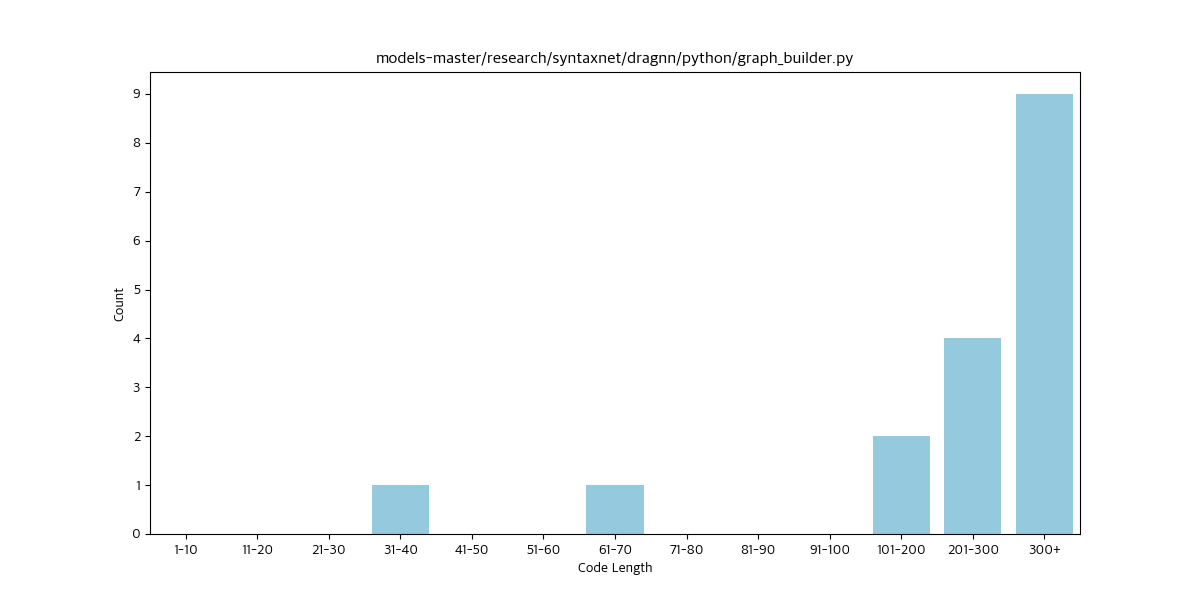 models-master/research/syntaxnet/dragnn/python/graph_builder.py
9
8
7
6
5
4
3
2
1
0
Count
1-10 11-20 21-30 31-40 41-50 51-60 61-70 71-80 81-90 91-100 101-200 201-300 300+
Code Length